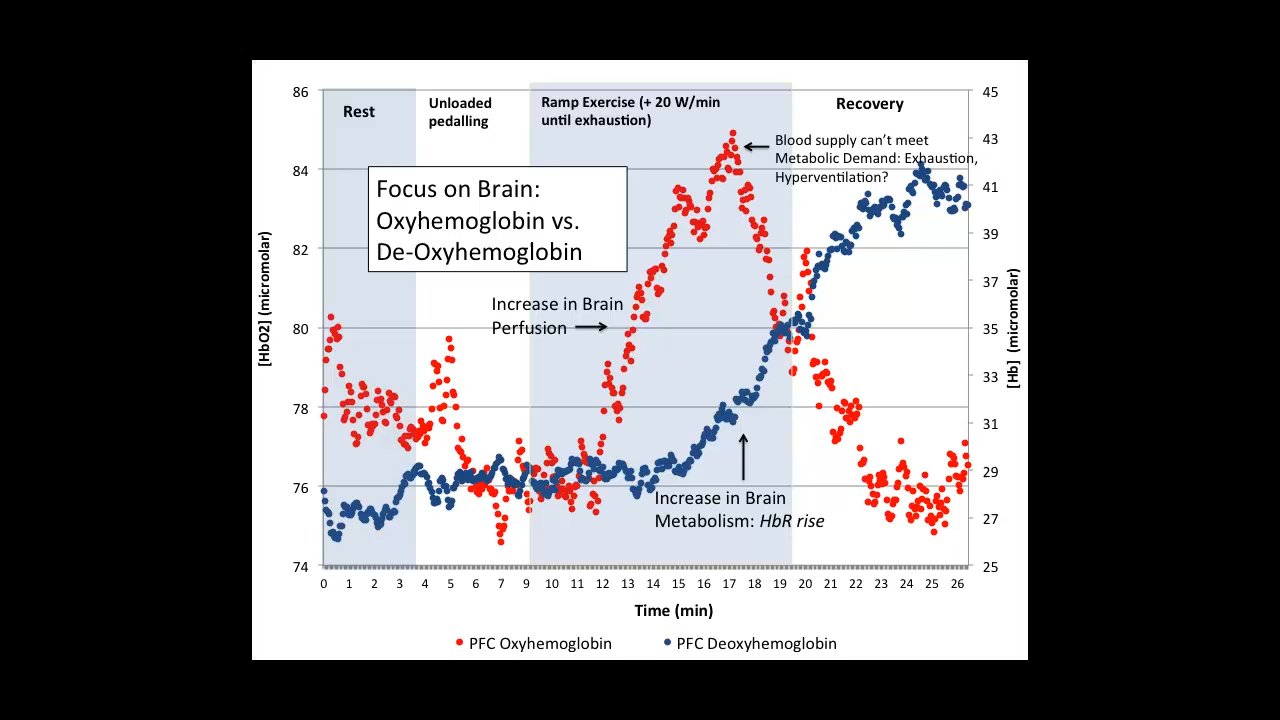 86
84
82
80
78
76
74
[HbO2] (micromolar)
Rest
Unloaded
pedalling
Ramp Exercise (+ 20 W/min
until exhaustion)
Recovery
Blood supply can't meet
Metabolic Demand: Exhaustion,
Hyperventilation?
Focus on Brain:
Oxyhemoglobin vs.
De-Oxyhemoglobin
Increase in Brain
Perfusion
Increase in Brain
Metabolism: HbR rise
45
43
41
39
37
35
33
31
29
27
25
[Hb] (micromolar)
0 1 2 3 4 5 6 7 9 10 11 12 13 14 15 16 17 18 19 20 21 22 23 24 25 26
Time (min)
PFC Oxyhemoglobin PFC Deoxyhemoglobin